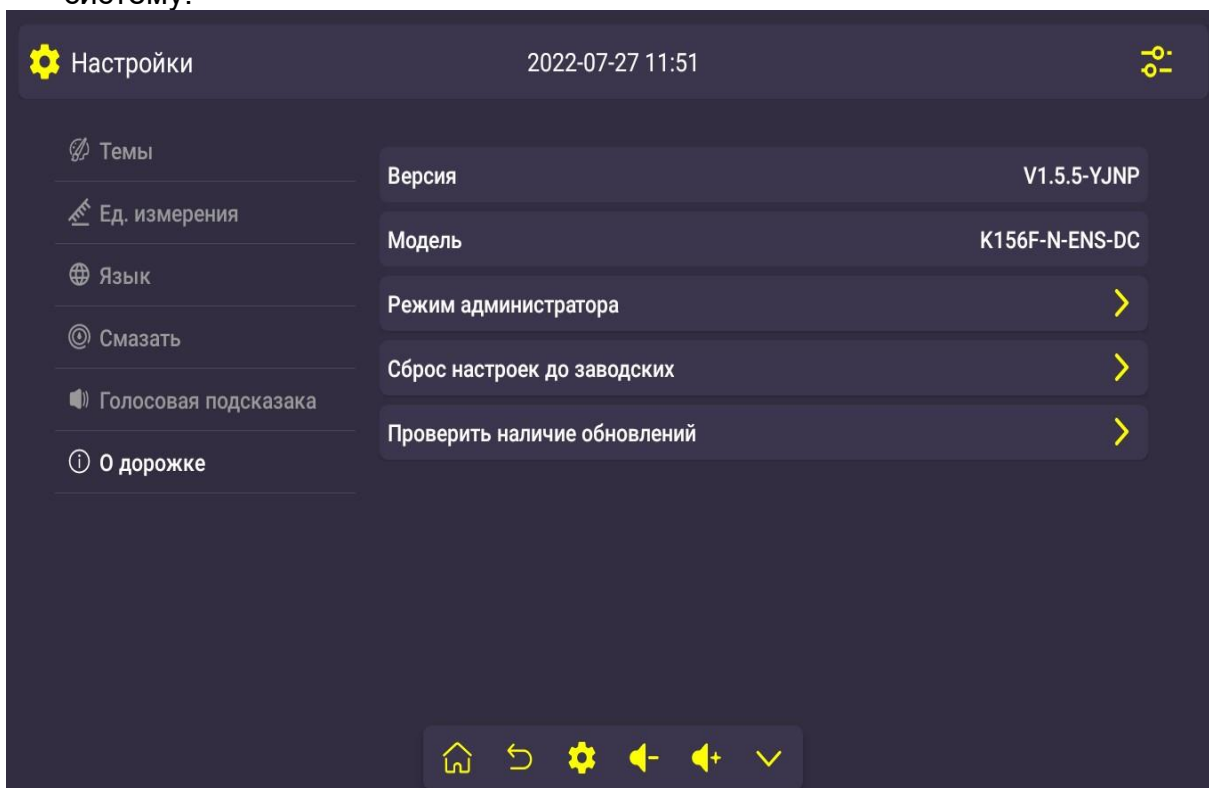 систему.
Настройки
2022-07-27 11:51
Темы
Ед. измерения
Язык
Смазать
Голосовая подсказака
О дорожке
Версия
V1.5.5-YJNP
Модель
K156F-N-ENS-DC
Режим администратора
Сброс настроек до заводских
Проверить наличие обновлений